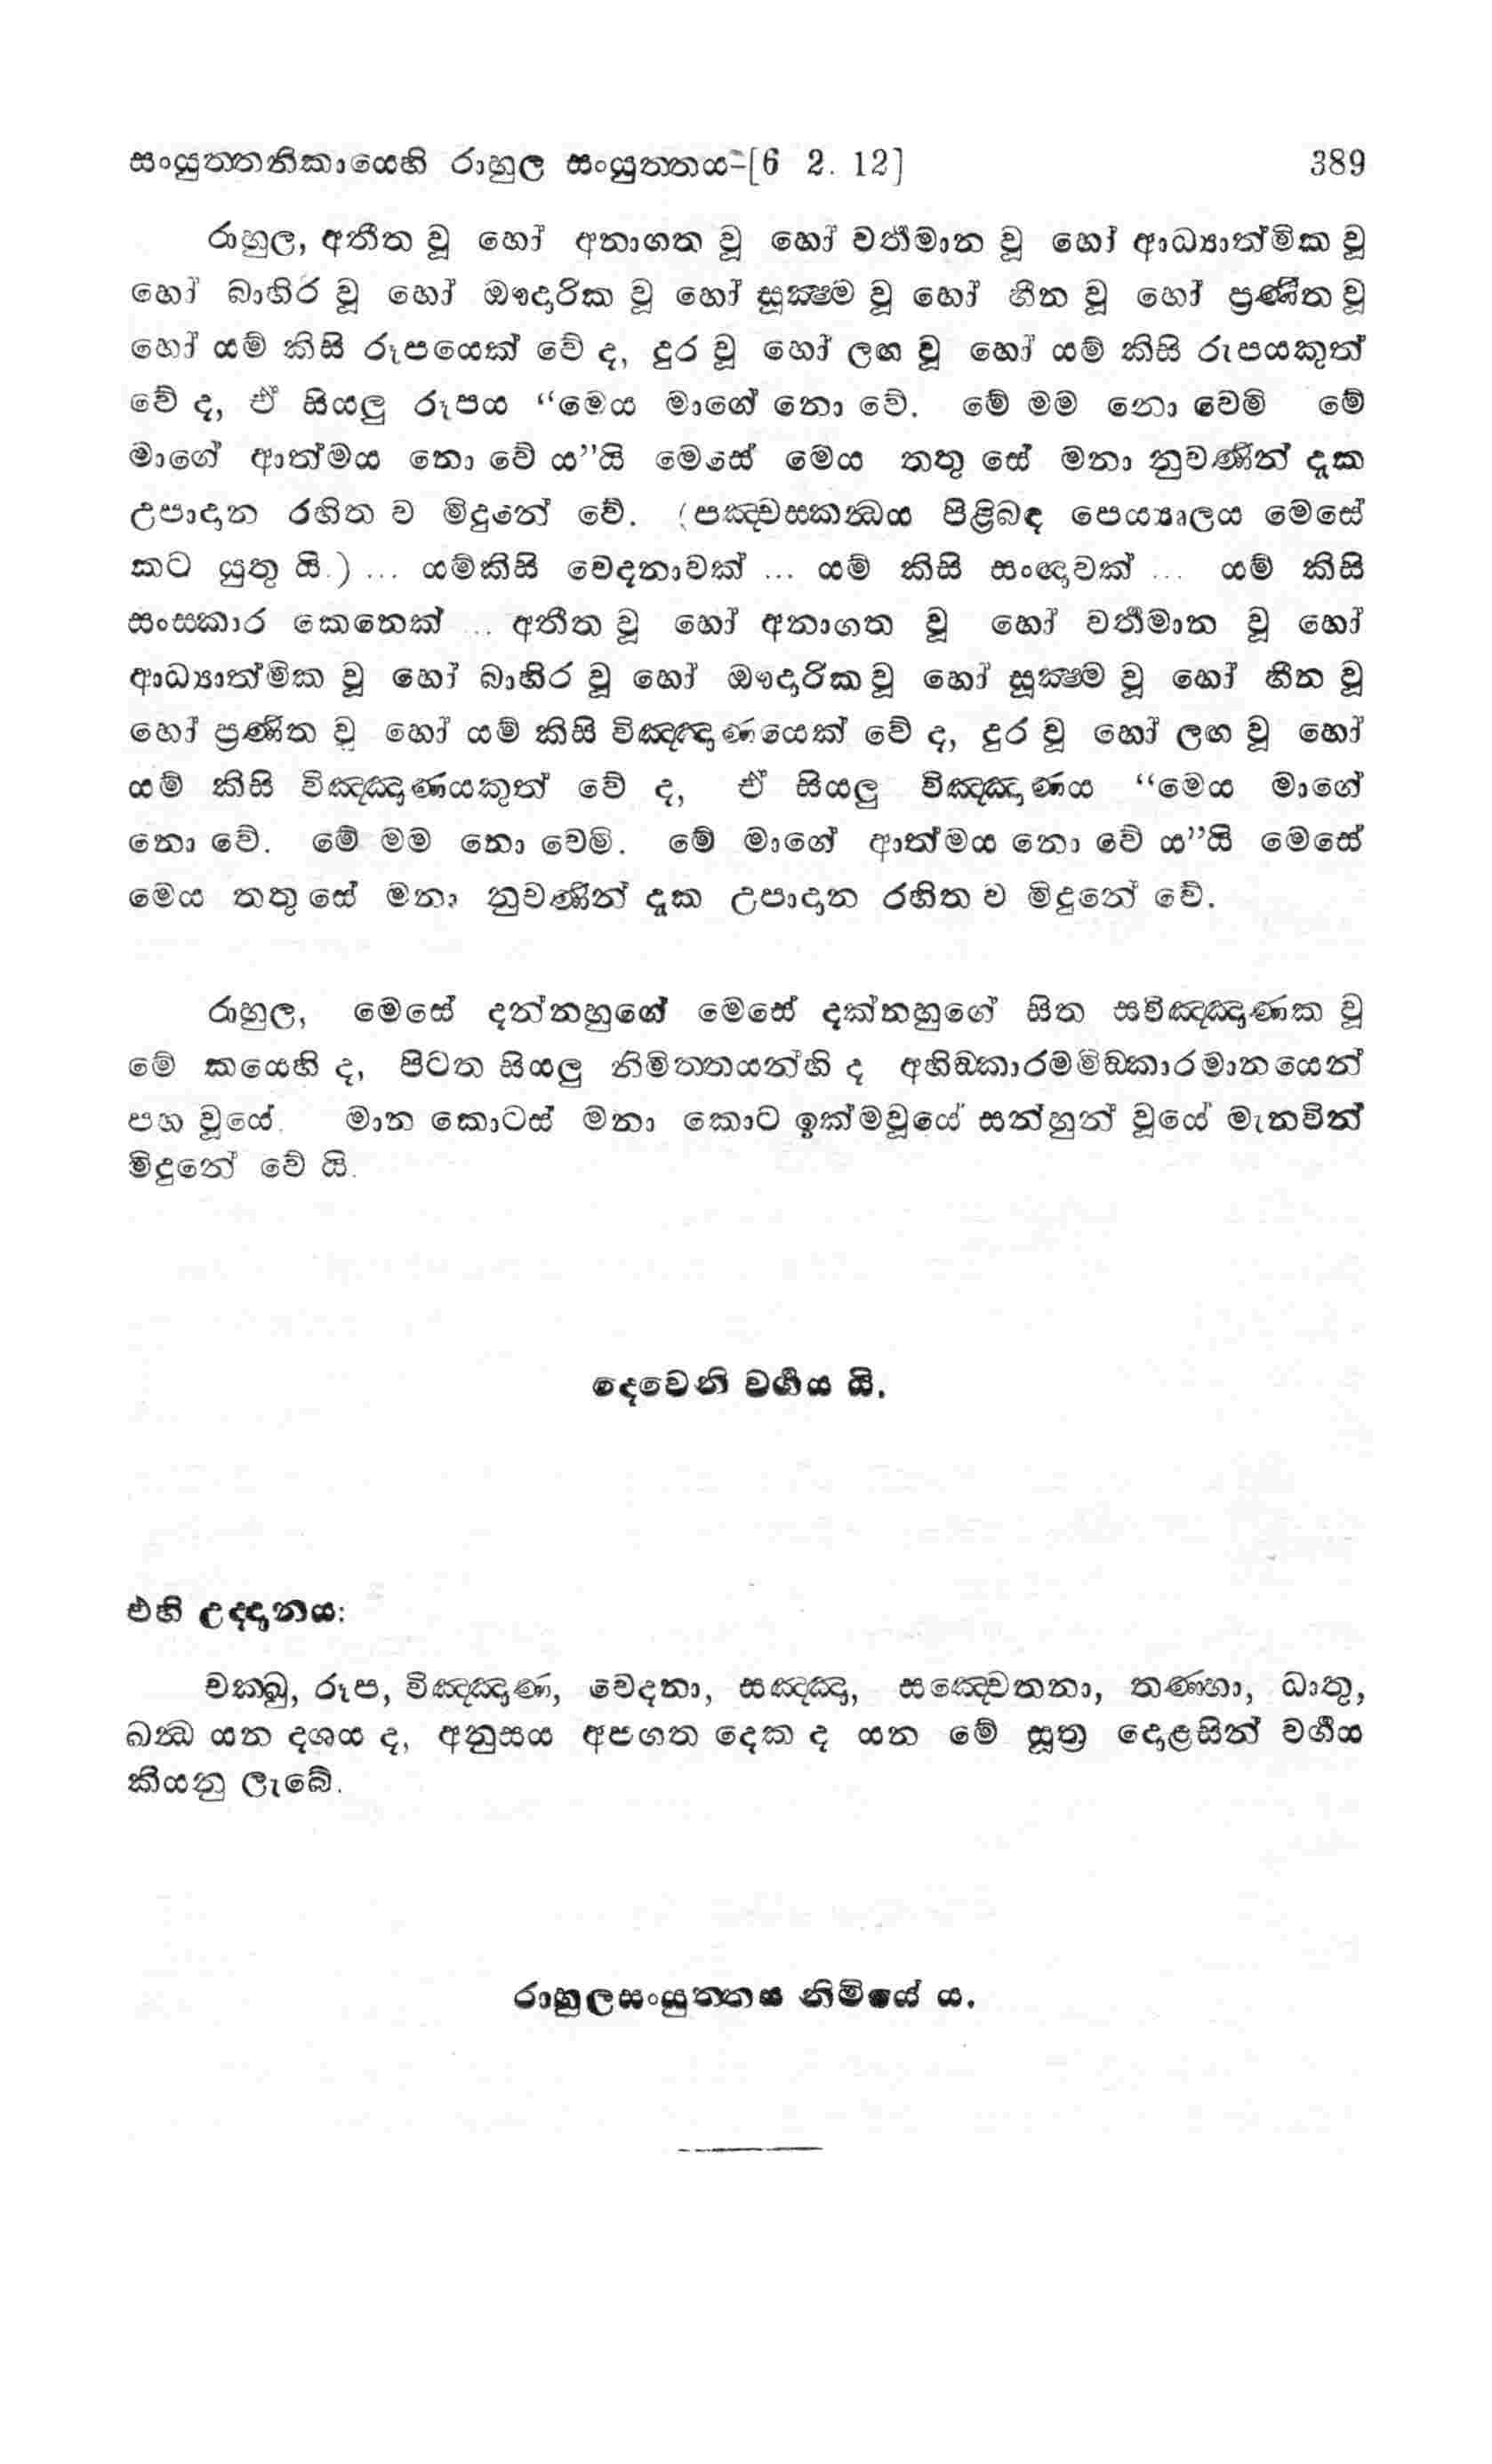 සංයුත්තනිකායෙහි රාහුල සංයුත්තය-[6 2. 12] 389
රාහුල, අතීත වූ හෝ අනාගත වූ හෝ වර්තමාන වූ හෝ ආධ්‍යාත්මික වූ
හෝ බාහිර වූ හෝ ඖදාරික වූ හෝ සූක්‍ෂම වූ හෝ හීන වූ හෝ ප්‍රණීත වූ
හෝ යම් කිසි රූපයෙක් වේ ද, දුර වූ හෝ ලඟ වූ හෝ යම් කිසි රූපයකුත්
වේ ද, ඒ සියලු රූපය “මෙය මාගේ නො වේ. මේ මම නො වෙමි මේ
මාගේ ආත්මය නො වේ ය”යි මෙසේ මෙය තතු සේ මනා නුවණින් දැක
උපාදාන රහිත ව මිදුනේ වේ. (පඤ්චස්කන්‍ධය පිළිබඳ පෙය්‍යාලය මෙසේ
කට යුතු යි.) ... යම්කිසි වේදනාවක් ... යම් කිසි සංඥාවක් ... යම් කිසි
සංස්කාර කෙනෙක් ... අතීත වූ හෝ අනාගත වූ හෝ වර්තමාන වූ හෝ
ආධ්‍යාත්මික වූ හෝ බාහිර වූ හෝ ඖදාරික වූ හෝ සූක්‍ෂම වූ හෝ හීන වූ
හෝ ප්‍රණීත වූ හෝ යම් කිසි විඤ්ඤාණයෙක් වේ ද, දුර වූ හෝ ලඟ වූ හෝ
යම් කිසි විඤ්ඤාණයකුත් වේ ද, ඒ සියලු විඤ්ඤාණය “මෙය මාගේ
නො වේ. මේ මම නො වෙමි. මේ මාගේ ආත්මය නො වේ ය”යි මෙසේ
මෙය තතු සේ මනා නුවණින් දැක උපාදාන රහිත ව මිදුනේ වේ.
රාහුල, මෙසේ දන්නහුගේ මෙසේ දක්නහුගේ සිත සවිඤ්ඤාණක වූ
මේ කයෙහි ද, පිටත සියලු නිමිත්තයන්හි ද අහිඞ්කාරමමිඞ්කාරමානයෙන්
පහ වූයේ. මාන කොටස් මනා කොට ඉක්මවූයේ සන්හුන් වූයේ මැනවින්
මිදුනේ වේ යි.
දෙවෙනි වර්‍ගය යි.
එහි උද්දානය:
චක්ඛු, රූප, විඤ්ඤාණ, වේදනා, සඤ්ඤා, සඤ්චේතනා, තණ්හා, ධාතු,
ඛන්‍ධ යන දශය ද, අනුසය අපගත දෙක ද යන මේ සූත්‍ර දොළසින් වර්‍ගය
කියනු ලැබේ.
රාහුලසංයුත්තය නිමියේ ය.